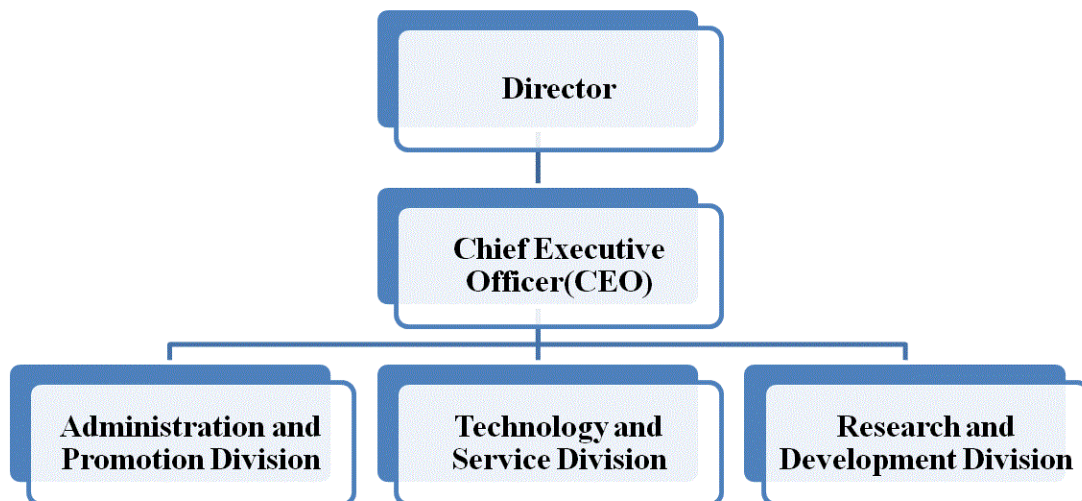 Director
Chief Executive
Officer(CEO)
Administration and
Promotion Division
Technology and
Service Division
Research and
Development Division